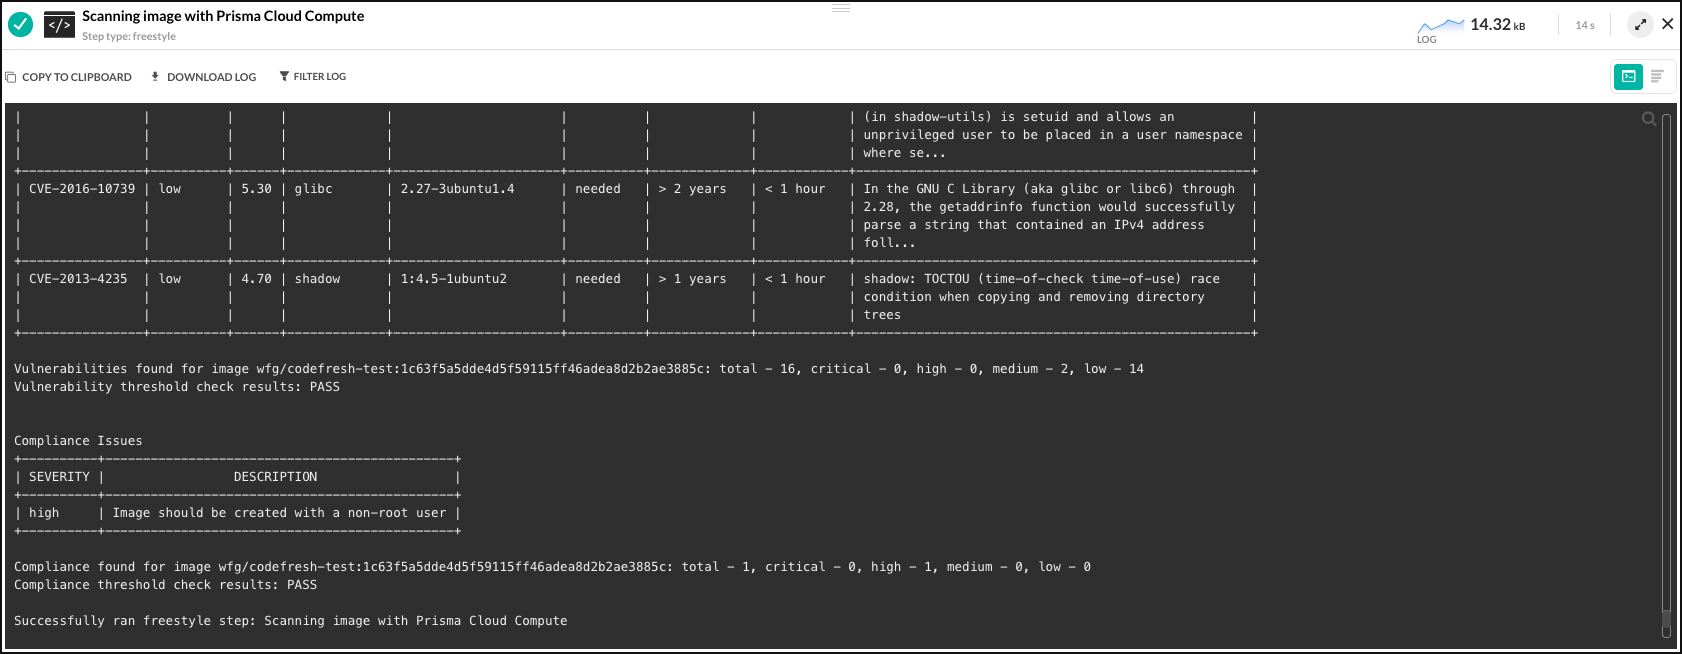 Scanning image with Prisma Cloud Compute
Step type: freestyle
</>
LOG
14.32 kB
14 s
COPY TO CLIPBOARD
DOWNLOAD LOG
FILTER LOG
| | | | | | | | | (in shadow-utils) is setuid and allows an |
| | | | | | | | | unprivileged user to be placed in a user namespace |
| | | | | | | | | where se... |
| CVE-2016-10739 | low | 5.30 | glibc | 2.27-3ubuntu1.4 | needed | > 2 years | < 1 hour | In the GNU C Library (aka glibc or libc6) through |
| | | | | | | | | 2.28, the getaddrinfo function would successfully |
| | | | | | | | | parse a string that contained an IPv4 address |
| | | | | | | | | foll... |
| CVE-2013-4235 | low | 4.70 | shadow | 1:4.5-1ubuntu2 | needed | > 1 years | < 1 hour | shadow: TOCTOU (time-of-check time-of-use) race |
| | | | | | | | | condition when copying and removing directory |
| | | | | | | | | trees |
Vulnerabilities found for image wfg/codefresh-test:1c63f5a5dde4d5f59115ff46adea8d2b2ae3885c: total - 16, critical - 0, high - 0, medium - 2, low - 14
Vulnerability threshold check results: PASS
Compliance Issues
| SEVERITY | DESCRIPTION |
| high | Image should be created with a non-root user |
Compliance found for image wfg/codefresh-test:1c63f5a5dde4d5f59115ff46adea8d2b2ae3885c: total - 1, critical - 0, high - 1, medium - 0, low - 0
Compliance threshold check results: PASS
Successfully ran freestyle step: Scanning image with Prisma Cloud Compute